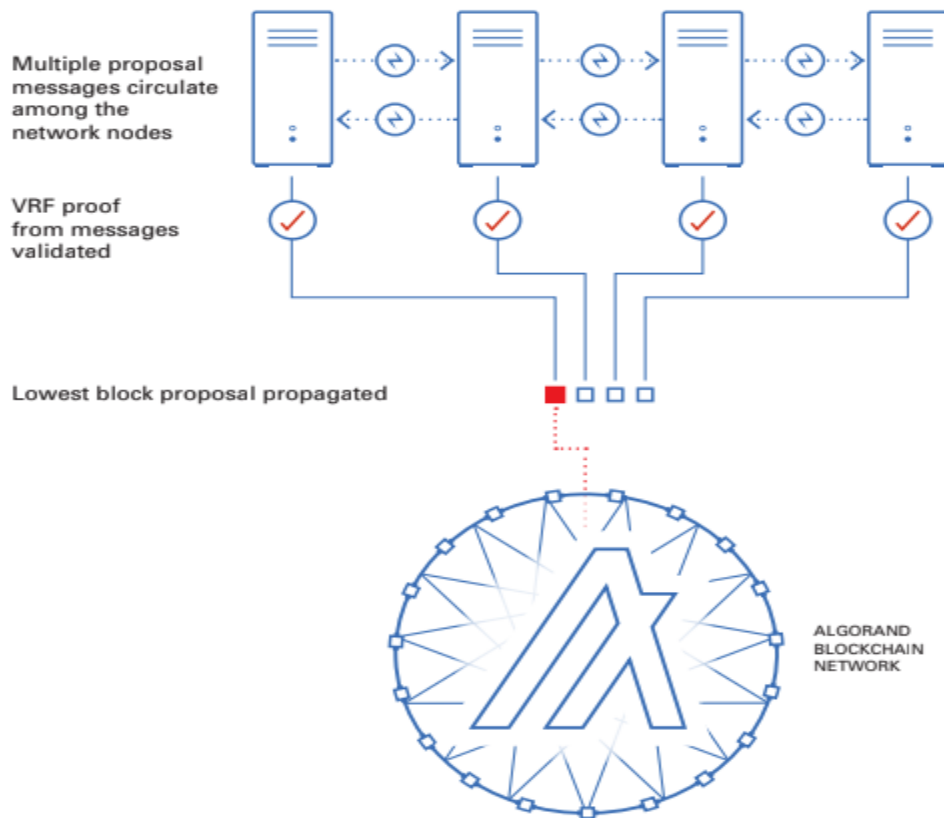 Multiple proposal
messages circulate
among the
network nodes
VRF proof
from messages
validated
Lowest block proposal propagated
ALGORAND
BLOCKCHAIN
NETWORK